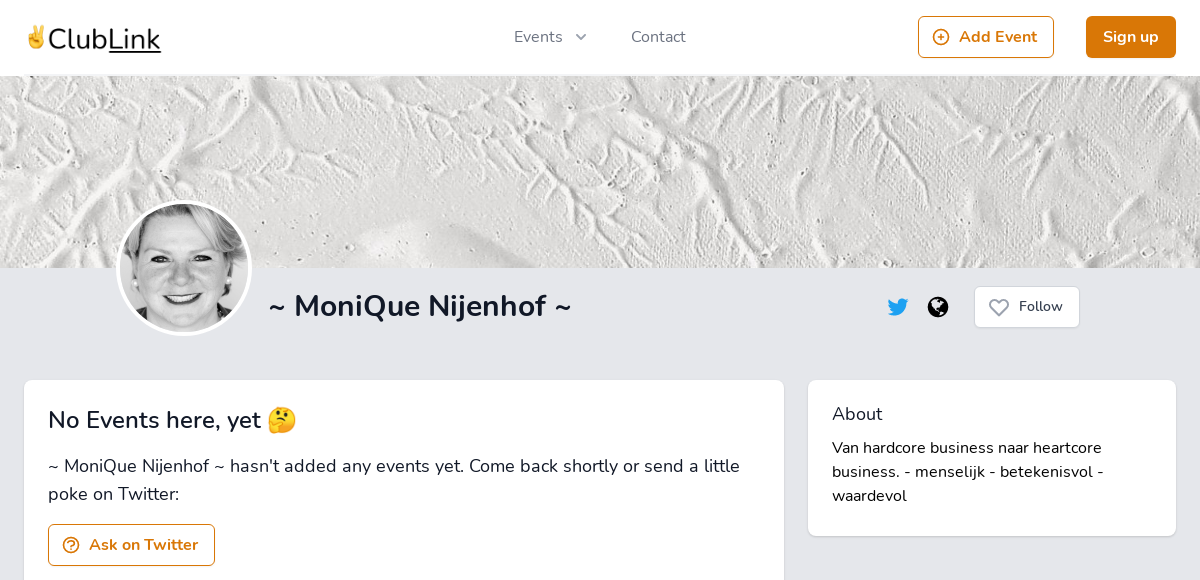 ✌️ClubLink
Events
Contact
Add Event
Sign up
~ MoniQue Nijenhof ~
Follow
No Events here, yet 🤔
~ MoniQue Nijenhof ~ hasn't added any events yet. Come back shortly or send a little
poke on Twitter:
Ask on Twitter
About
Van hardcore business naar heartcore
business. - menselijk - betekenisvol -
waardevol